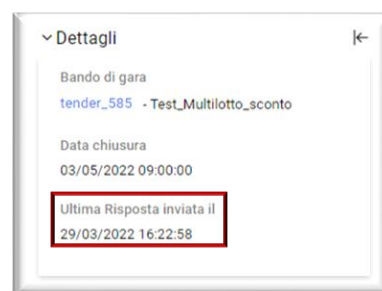 Dettagli
Bando di gara
tender_585 - Test_Multilotto_sconto
Data chiusura
03/05/2022 09:00:00
Ultima Risposta inviata il
29/03/2022 16:22:58